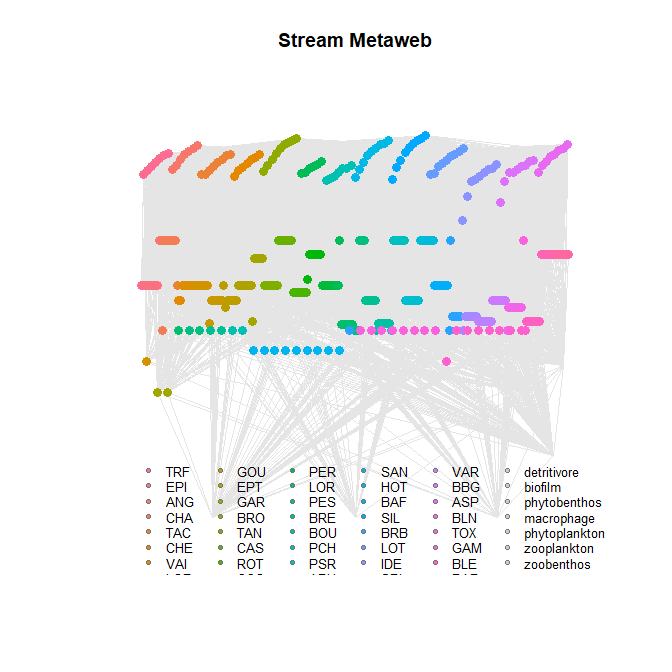 Stream Metaweb
TRF GOU PER SAN VAR detritivore
EPI EPT LOR HOT BBG biofilm
ANG GAR PES BAF ASP phytobenthos
CHA BRO BRE SIL BLN macrophage
TAC TAN BOU BRB TOX phytoplankton
CHE CAS PCH LOT GAM zooplankton
VAI ROT PSR IDE BLE zoobenthos